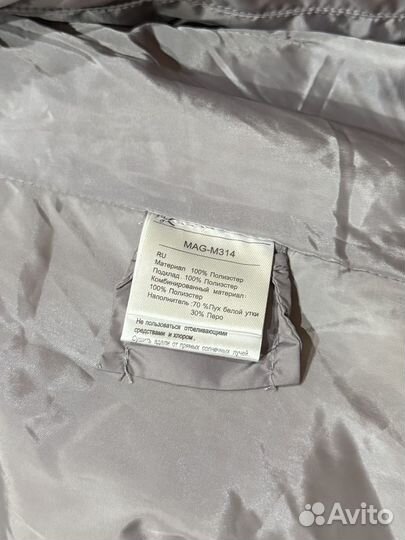 MAG-M314
RU
Материал 100% Полиэстер
Подклад 100% Полиэстер
Комбинированный материал:
100% Полиэстер
Наполнитель:70 %Пух белой утки
30% Перо
Не пользоваться отбеливающими
средствами и хлором.
Сушить вдали от прямых солнечных лучей.
Avito